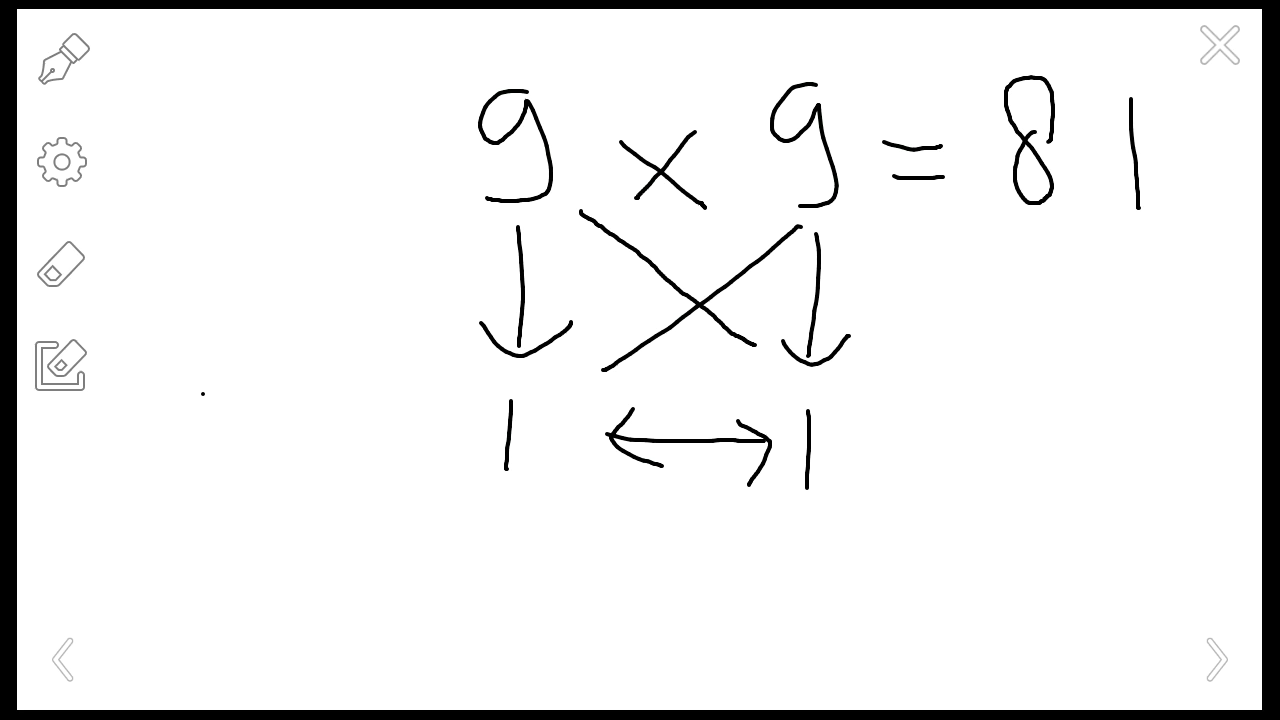 9 × 9 = 81
1 ↔ 1